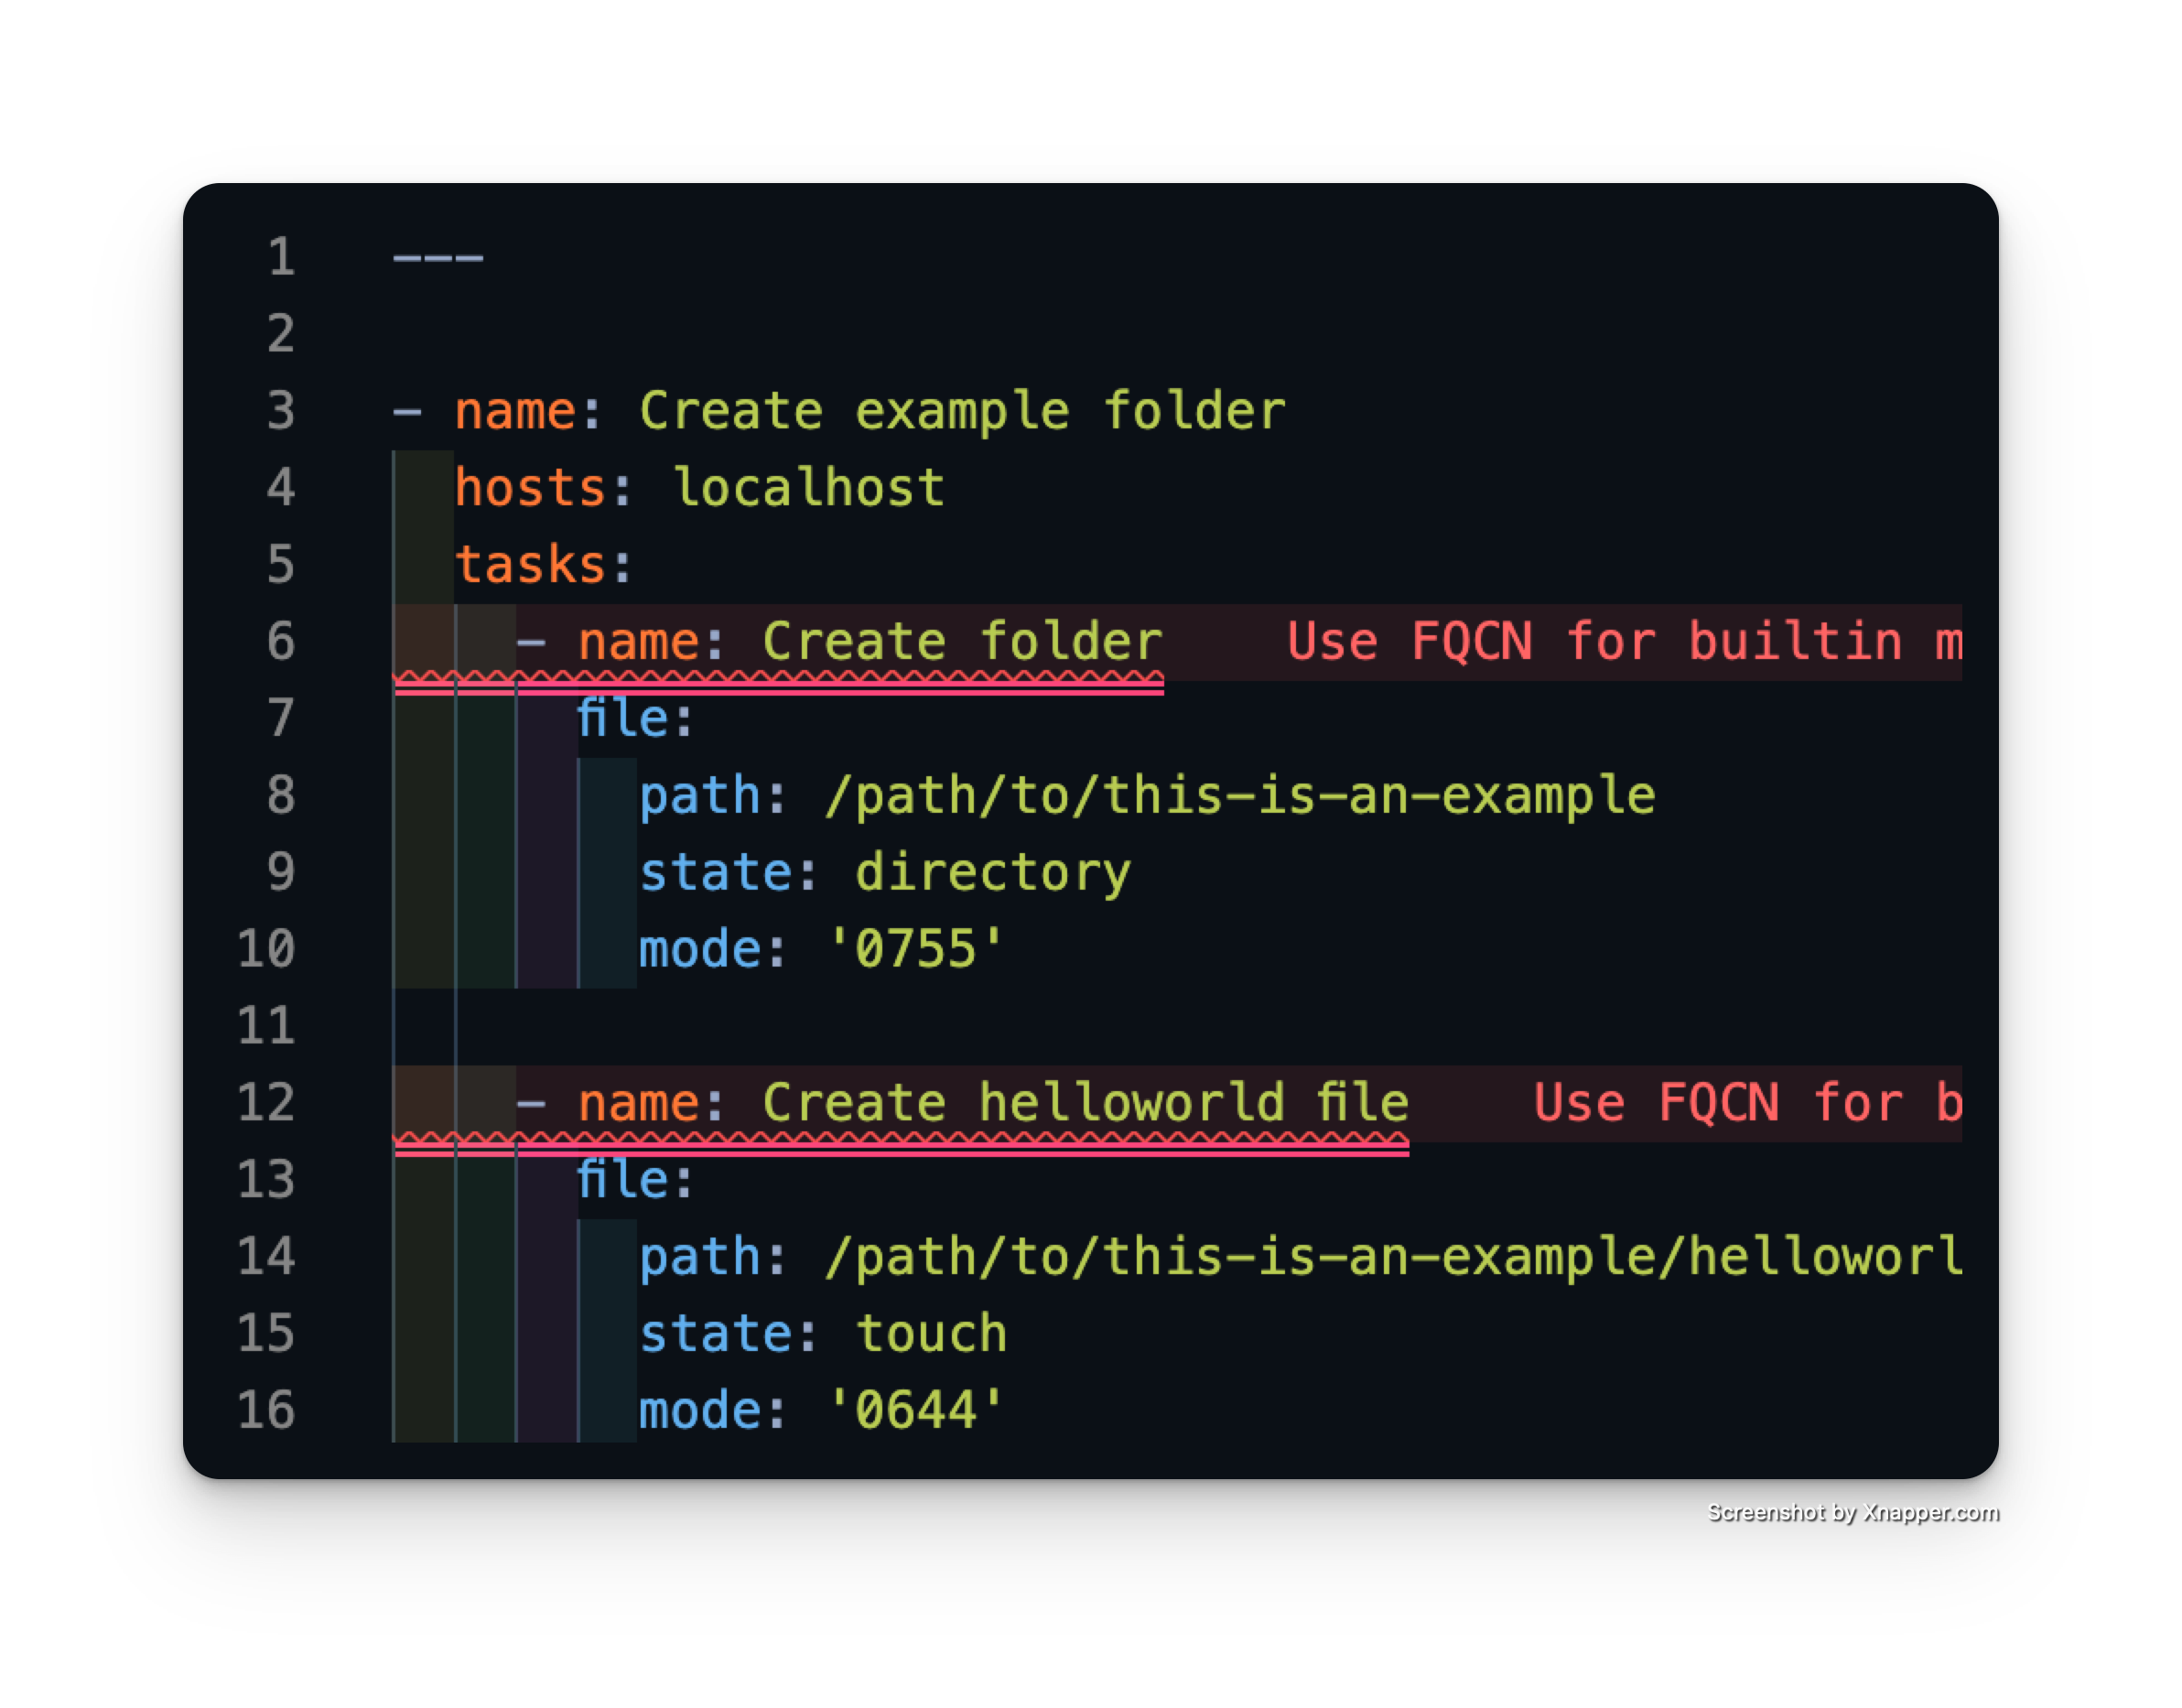 1 ---
2
3 - name: Create example folder
4 hosts: localhost
5 tasks:
6 - name: Create folder Use FQCN for builtin m
7 file:
8 path: /path/to/this-is-an-example
9 state: directory
10 mode: '0755'
11
12 - name: Create helloworld file Use FQCN for b
13 file:
14 path: /path/to/this-is-an-example/helloworl
15 state: touch
16 mode: '0644'
Screenshot by Xnapper.com